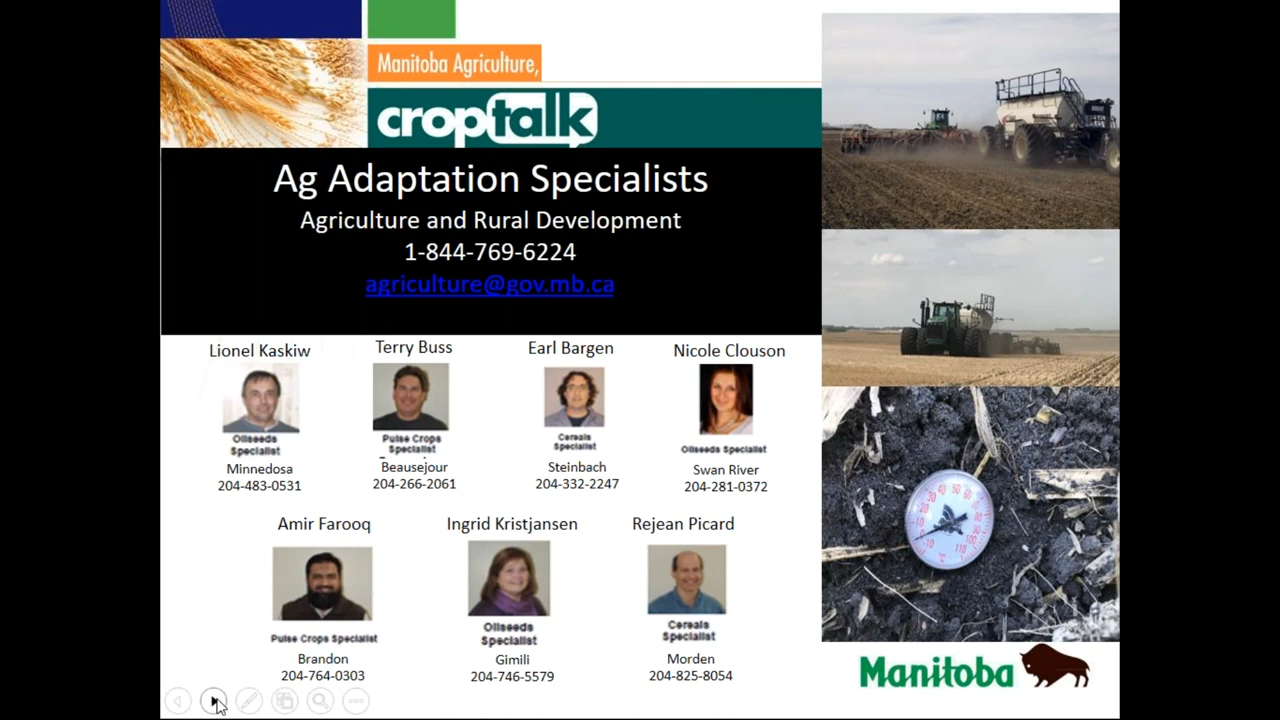 Manitoba Agriculture,
croptalk
Ag Adaptation Specialists
Agriculture and Rural Development
1-844-769-6224
agriculture@gov.mb.ca
Lionel Kaskiw
Oilseeds
Specialist
Minnedosa
204-483-0531
Terry Buss
Pulse Crops
Specialist
Beausejour
204-266-2061
Earl Bargen
Cereals
Specialist
Steinbach
204-332-2247
Nicole Clouson
Oilseeds Specialist
Swan River
204-281-0372
Amir Farooq
Pulse Crops Specialist
Brandon
204-764-0303
Ingrid Kristjansen
Oilseeds
Specialist
Gimili
204-746-5579
Rejean Picard
Cereals
Specialist
Morden
204-825-8054
Manitoba